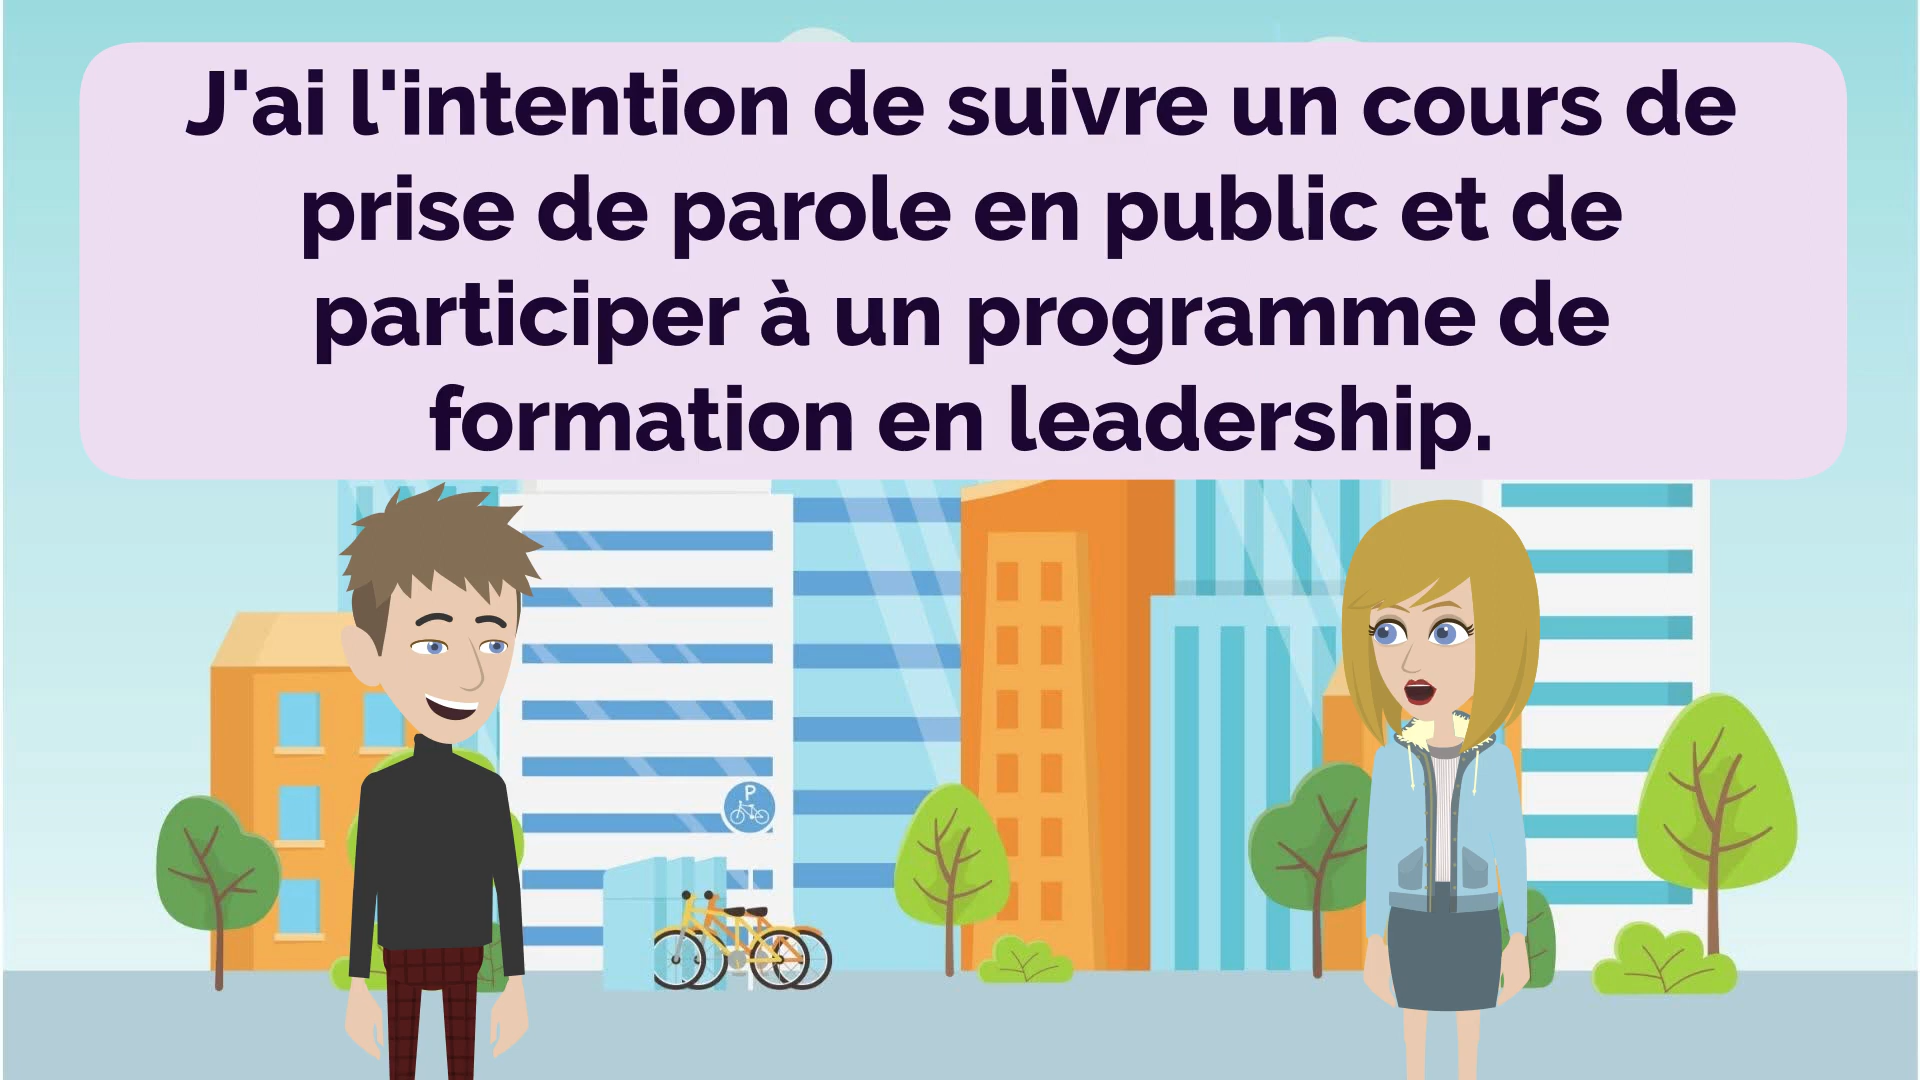 J'ai l'intention de suivre un cours de
prise de parole en public et de
participer à un programme de
formation en leadership.
P